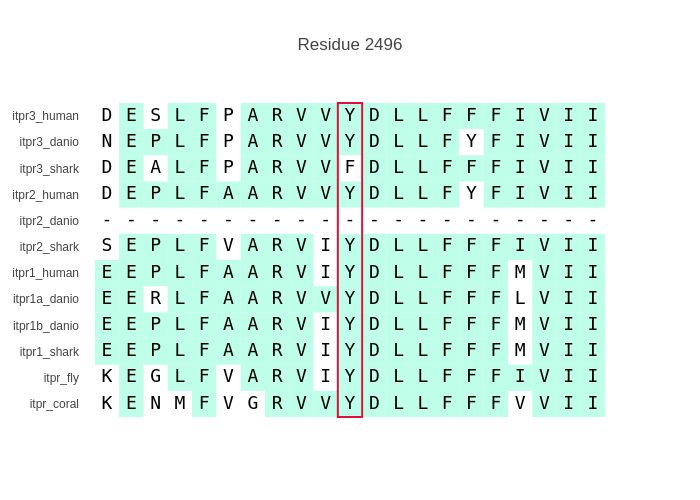 Residue 2496
itpr3_human D E S L F P A R V V Y D L L F F F I V I I
itpr3_danio N E P L F P A R V V Y D L L F Y F I V I I
itpr3_shark D E A L F P A R V V F D L L F F F I V I I
itpr2_human D E P L F A A R V V Y D L L F Y F I V I I
itpr2_danio - - - - - - - - - - - - - - - - - - - - -
itpr2_shark S E P L F V A R V I Y D L L F F F I V I I
itpr1_human E E P L F A A R V I Y D L L F F F M V I I
itpr1a_danio E E R L F A A R V V Y D L L F F F L V I I
itpr1b_danio E E P L F A A R V I Y D L L F F F M V I I
itpr1_shark E E P L F A A R V I Y D L L F F F M V I I
itpr_fly K E G L F V A R V I Y D L L F F F I V I I
itpr_coral K E N M F V G R V V Y D L L F F F V V I I